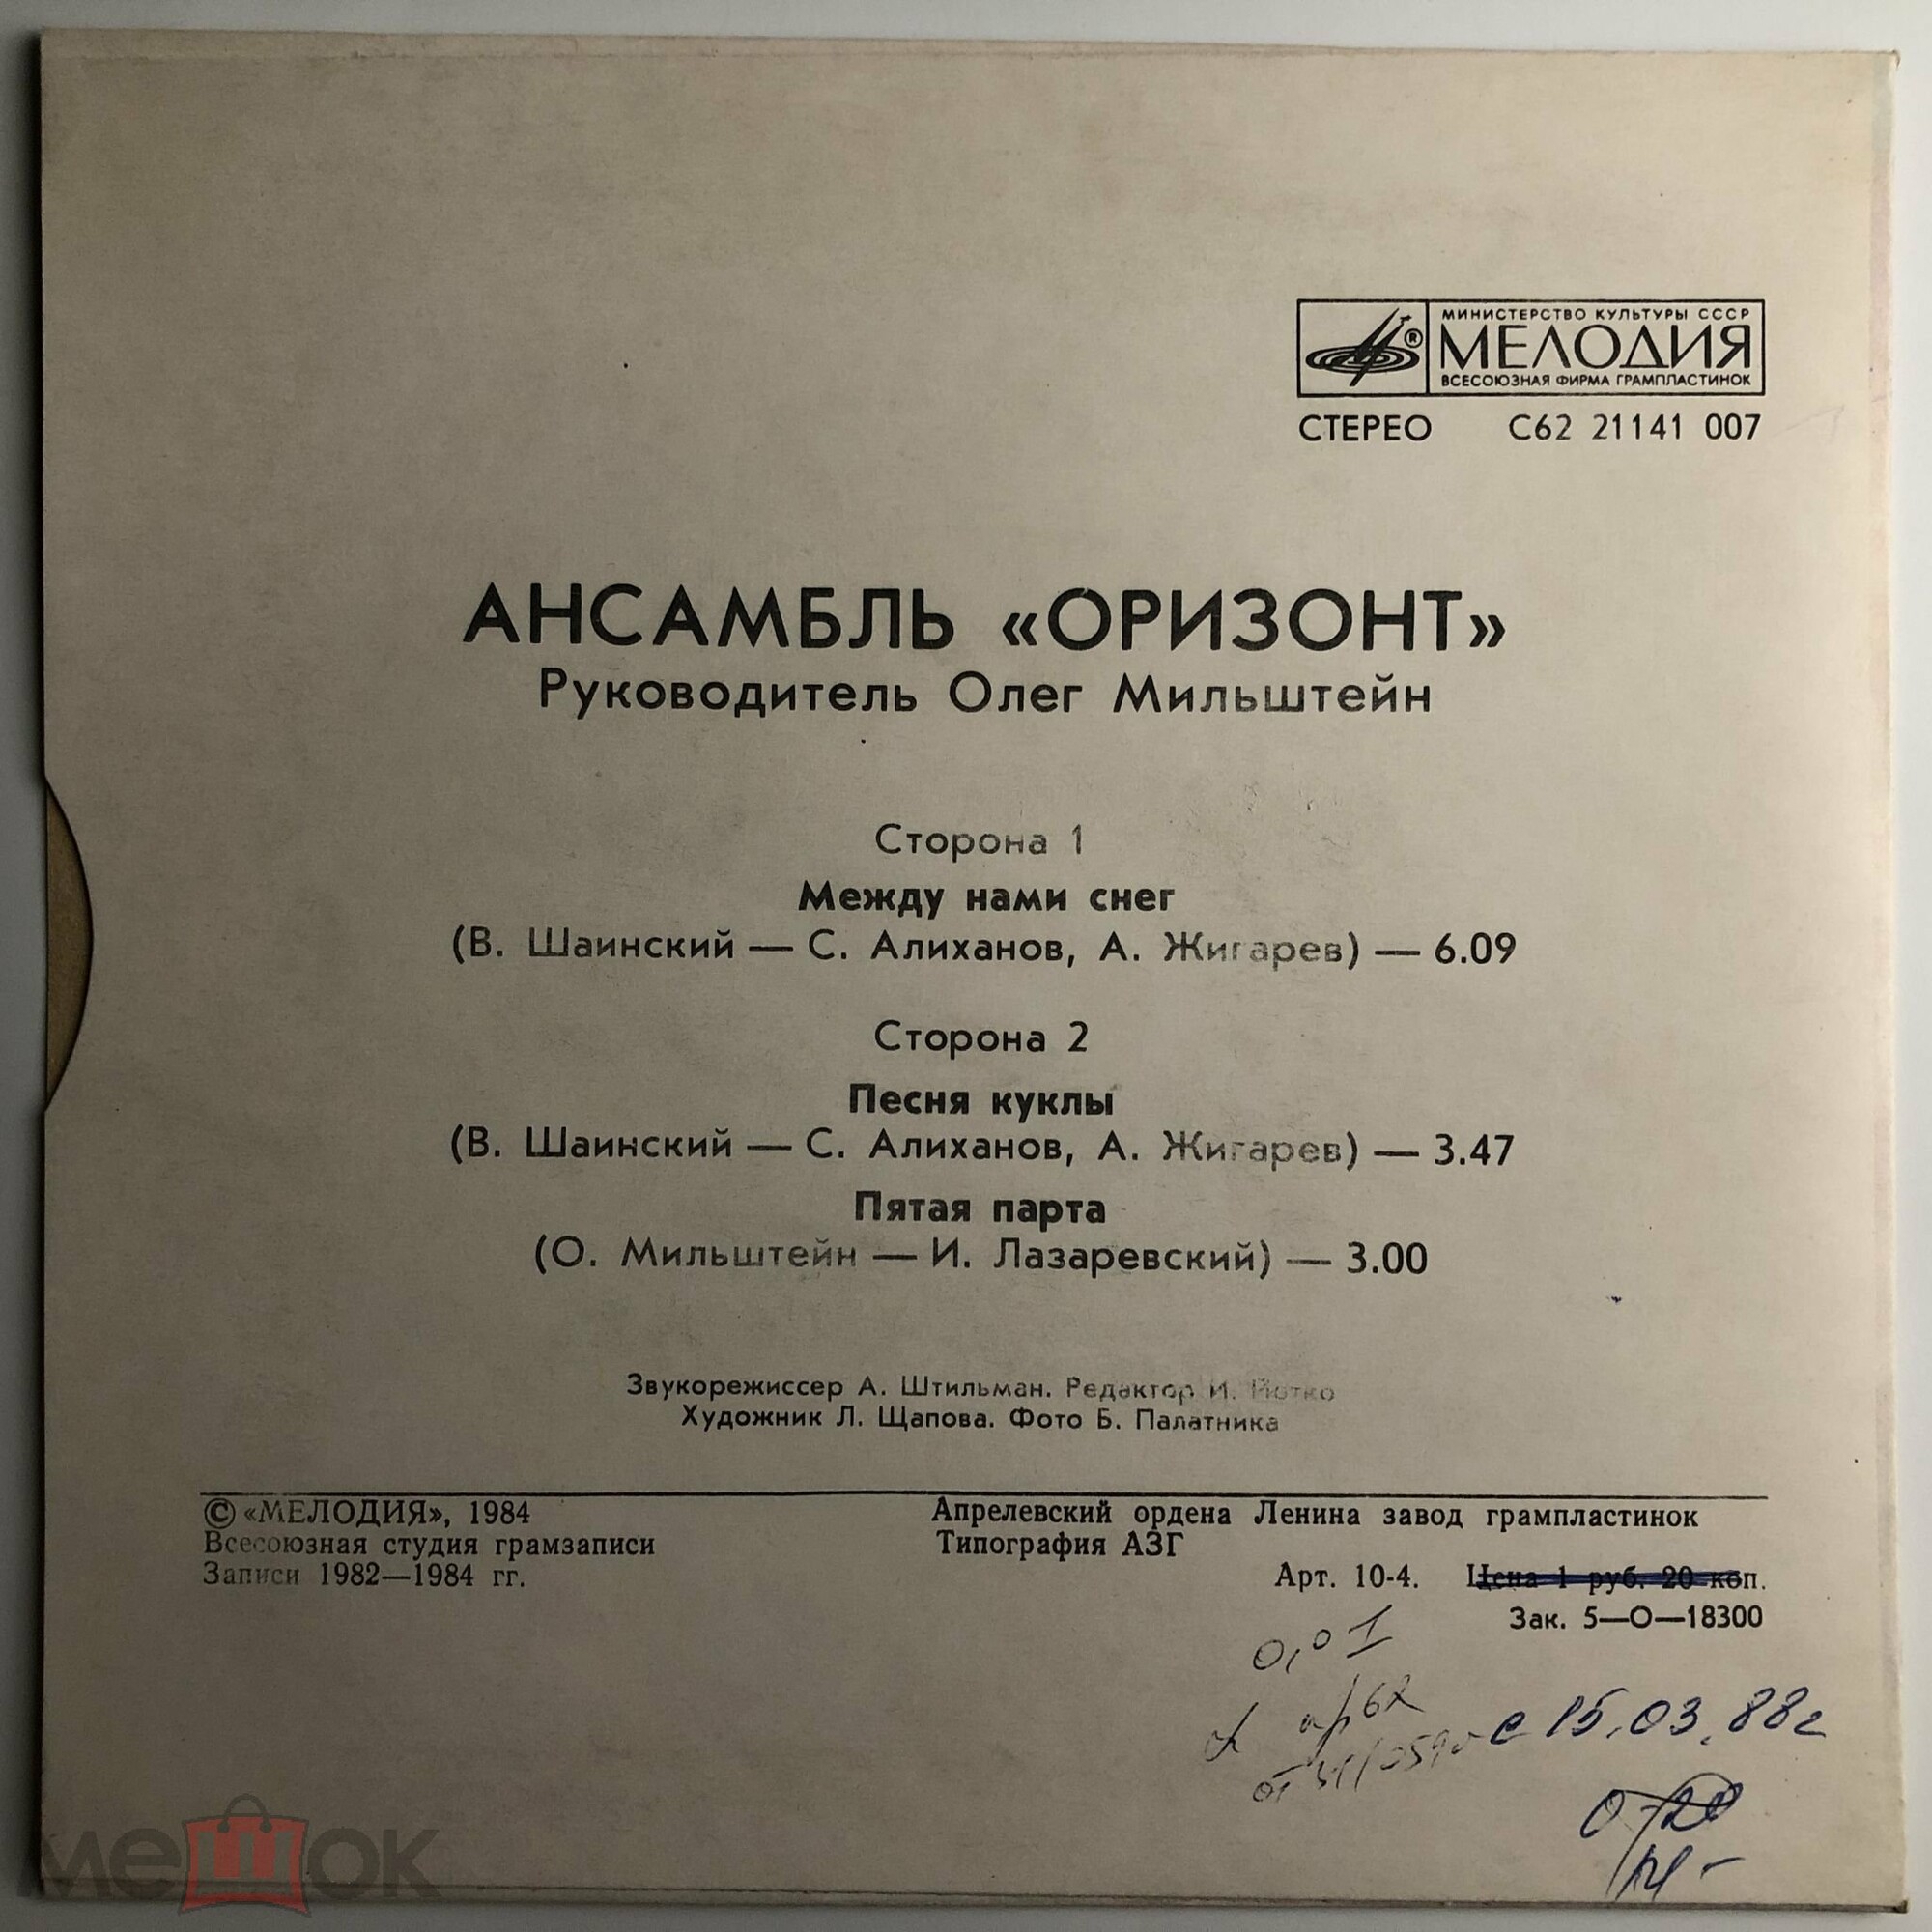 МИНИСТЕРСТВО КУЛЬТУРЫ СССР
МЕЛОДИЯ
ВСЕСОЮЗНАЯ ФИРМА ГРАМПЛАСТИНОК
СТЕРЕО С62 21141 007
АНСАМБЛЬ «ОРИЗОНТ»
Руководитель Олег Мильштейн
Сторона 1
Между нами снег
(В. Шаинский — С. Алиханов, А. Жигарев) — 6.09
Сторона 2
Песня куклы
(В. Шаинский — С. Алиханов, А. Жигарев) — 3.47
Пятая парта
(О. Мильштейн — И. Лазаревский) — 3.00
Звукорежиссер А. Штильман. Редактор И.
Художник Л. Щапова. Фото Б. Палатника
© «МЕЛОДИЯ», 1984
Всесоюзная студия грамзаписи
Записи 1982—1984 гг.
Апрелевский ордена Ленина завод грампластинок
Типография АЗГ
Арт. 10-4. Цена 1 руб. 20 коп.
Зак. 5—О—18300
с 15.03.88г
мешок